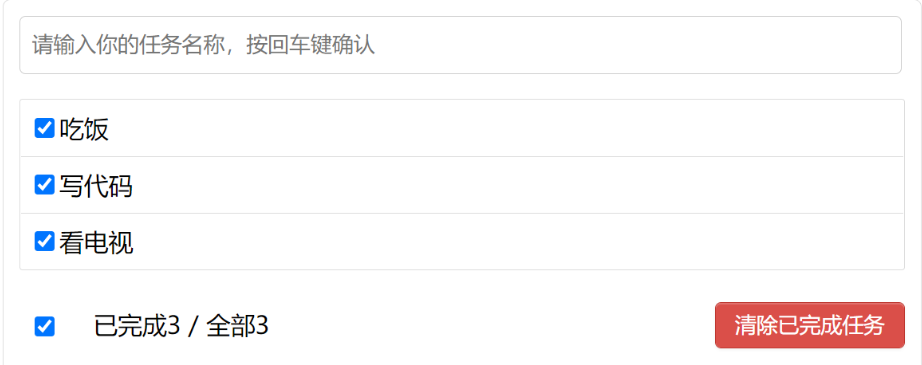 请输入你的任务名称，按回车键确认
吃饭
写代码
看电视
已完成3 / 全部3
清除已完成任务